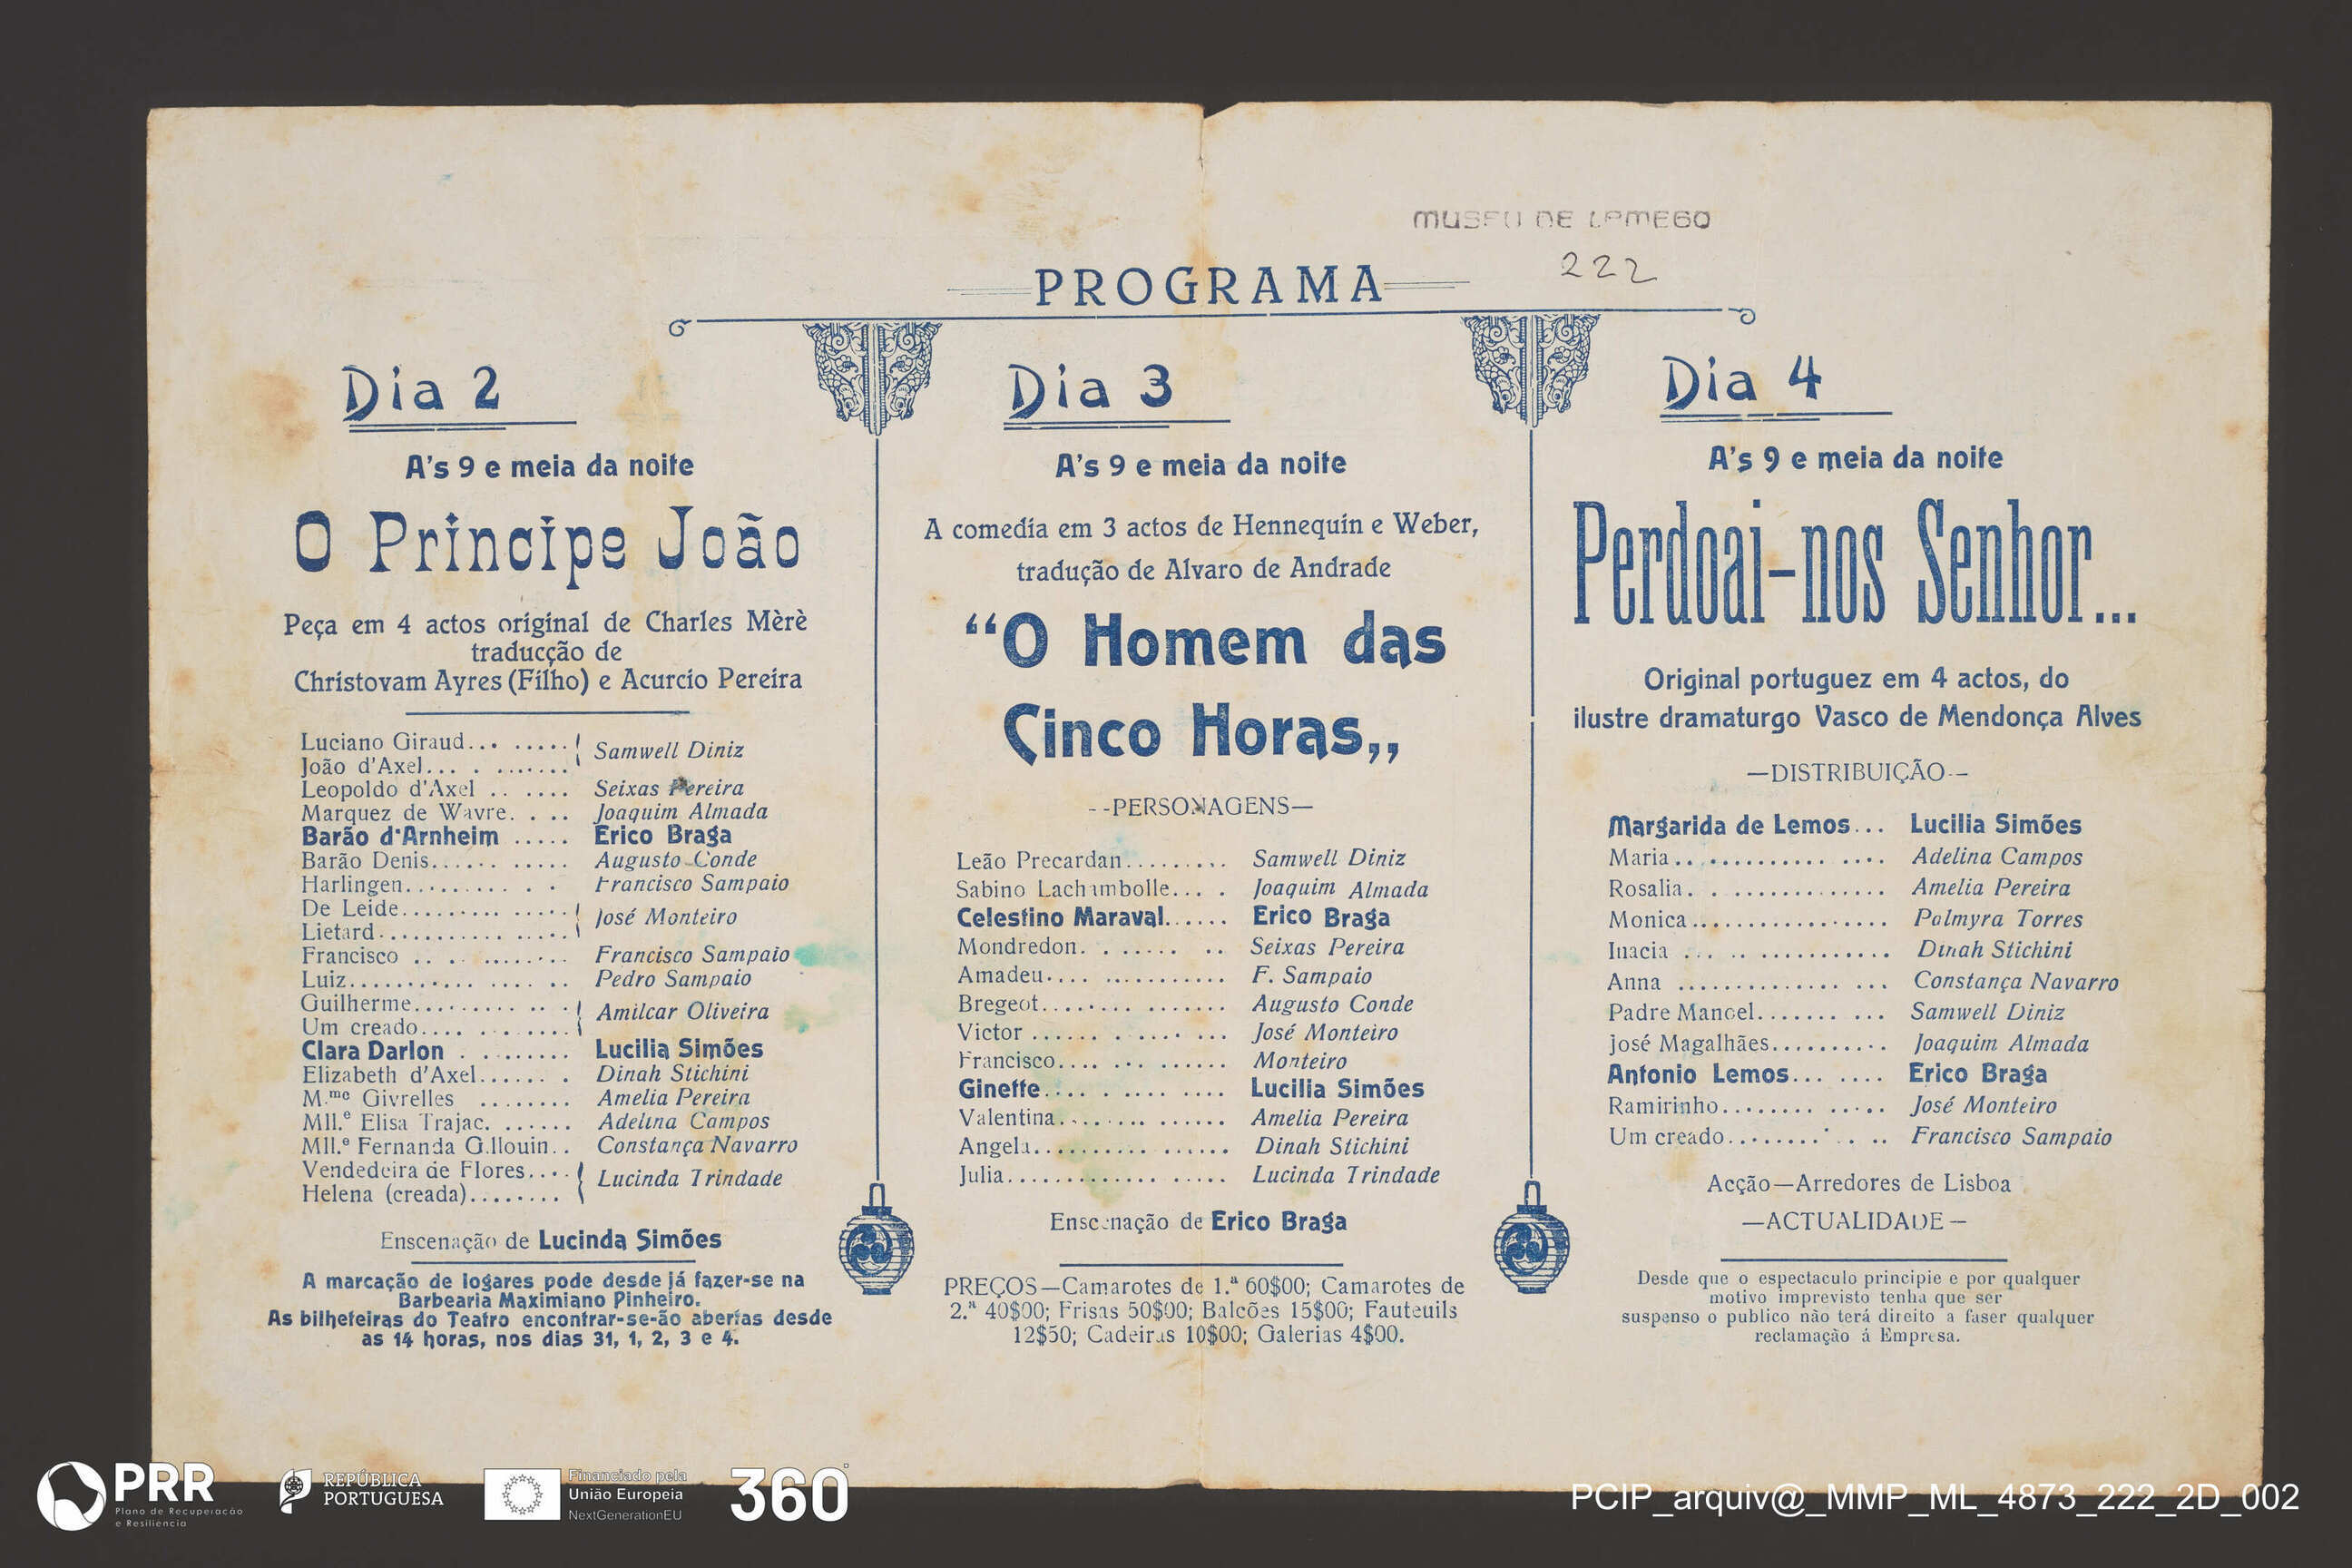 MUSEU DE LAMEGO
222
PROGRAMA
Dia 2
A's 9 e meia da noite
O Principe João
Peça em 4 actos original de Charles Mèrè
traducção de
Christovam Ayres (Filho) e Acurcio Pereira
Luciano Giraud... ..... Samwell Diniz
João d'Axel... . .......
Leopoldo d'Axel .. .... Seixas Pereira
Marquez de Wavre. . .. Joaquim Almada
Barão d'Arnheim ..... Erico Braga
Barão Denis...... ..... Augusto Conde
Harlingen.......... . . Francisco Sampaio
De Leide......... ..... José Monteiro
Lietard........... .....
Francisco .. . ........ Francisco Sampaio
Luiz........... .... .. Pedro Sampaio
Guilherme.......... .. . Amilcar Oliveira
Um creado.... . .......
Clara Darlon . ........ Lucilia Simões
Elizabeth d'Axel...... . Dinah Stichini
M.me Givrelles ........ Amelia Pereira
Mll.e Elisa Trajac. ...... Adelina Campos
Mll.e Fernanda G.llouin.. Constança Navarro
Vendedeira de Flores.... Lucinda Trindade
Helena (creada)........
Enscenação de Lucinda Simões
A marcação de logares pode desde já fazer-se na
Barbearia Maximiano Pinheiro.
As bilheteiras do Teatro encontrar-se-ão abertas desde
as 14 horas, nos dias 31, 1, 2, 3 e 4.
Dia 3
A's 9 e meia da noite
A comedia em 3 actos de Hennequin e Weber,
tradução de Alvaro de Andrade
“O Homem das
Cinco Horas,,
--PERSONAGENS—
Leão Precardan......... Samwell Diniz
Sabino Lachambolle... . Joaquim Almada
Celestino Maraval...... Erico Braga
Mondredon. . ...... .. Seixas Pereira
Amadeu.... ........... F. Sampaio
Bregeot......... ....... Augusto Conde
Victor ...... . .... ... José Monteiro
Francisco.... ... ...... Monteiro
Ginette.... . .... .... Lucilia Simões
Valentina........ ...... Amelia Pereira
Angela.......... ...... Dinah Stichini
Julia............. ..... Lucinda Trindade
Enscenação de Erico Braga
PREÇOS—Camarotes de 1.ª 60$00; Camarotes de
2.ª 40$00; Frisas 50$00; Balcões 15$00; Fauteuils
12$50; Cadeiras 10$00; Galerias 4$00.
Dia 4
A's 9 e meia da noite
Perdoai-nos Senhor...
Original portuguez em 4 actos, do
ilustre dramaturgo Vasco de Mendonça Alves
—DISTRIBUIÇÃO--
Margarida de Lemos... Lucilia Simões
Maria............. .... Adelina Campos
Rosalia. . ............. Amelia Pereira
Monica................. Palmyra Torres
Inacia ... .. ........... Dinah Stichini
Anna .............. ... Constança Navarro
Padre Manoel....... ... Samwell Diniz
josé Magalhães.......... Joaquim Almada
Antonio Lemos... .... Erico Braga
Ramirinho........ ..... José Monteiro
Um creado......... . .. Francisco Sampaio
Acção—Arredores de Lisboa
—ACTUALIDADE—
Desde que o espectaculo principie e por qualquer
motivo imprevisto tenha que ser
suspenso o publico não terá direito a faser qualquer
reclamação á Empresa.
PRR
Plano de Recuperação
e Resiliência
REPÚBLICA
PORTUGUESA
Financiado pela
União Europeia
NextGenerationEU
360°
PCIP_arquiv@_MMP_ML_4873_222_2D_002